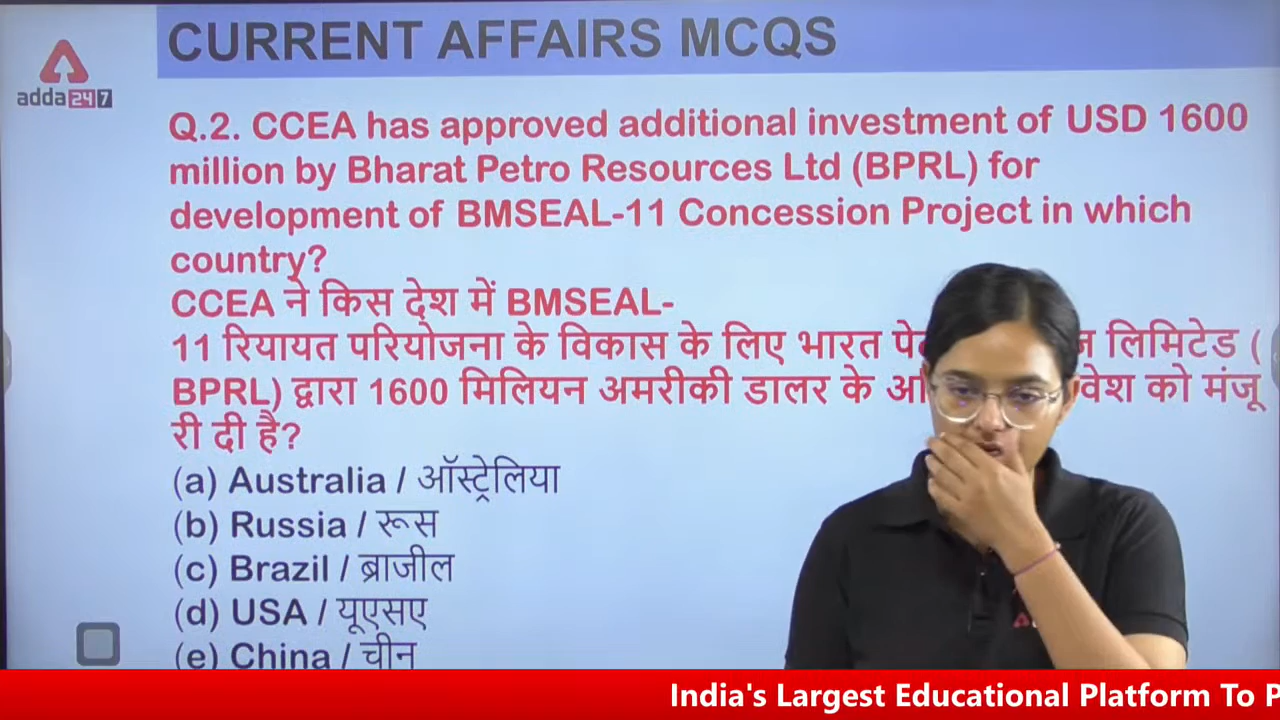 CURRENT AFFAIRS MCQS
adda 247
Q.2. CCEA has approved additional investment of USD 1600
million by Bharat Petro Resources Ltd (BPRL) for
development of BMSEAL-11 Concession Project in which
country?
CCEA ने किस देश में BMSEAL-
11 रियायत परियोजना के विकास के लिए भारत लिमिटेड (
BPRL) द्वारा 1600 मिलियन अमरीकी डालर के को मंजू
री दी है?
(a) Australia / ऑस्ट्रेलिया
(b) Russia / रूस
(c) Brazil / ब्राजील
(d) USA / यूएसए
(e) China / चीन
India's Largest Educational Platform To